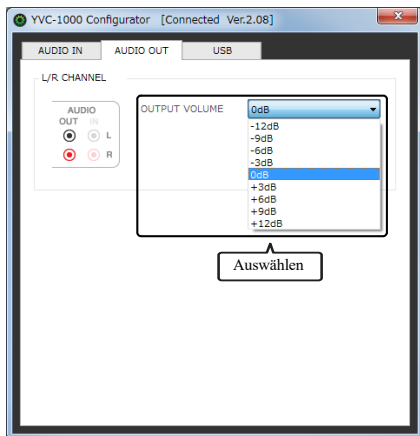 YVC-1000 Configurator [Connected Ver.2.08]
AUDIO IN AUDIO OUT USB
L/R CHANNEL
AUDIO
OUT IN
L
R
OUTPUT VOLUME 0dB
-12dB
-9dB
-6dB
-3dB
0dB
+3dB
+6dB
+9dB
+12dB
Auswählen